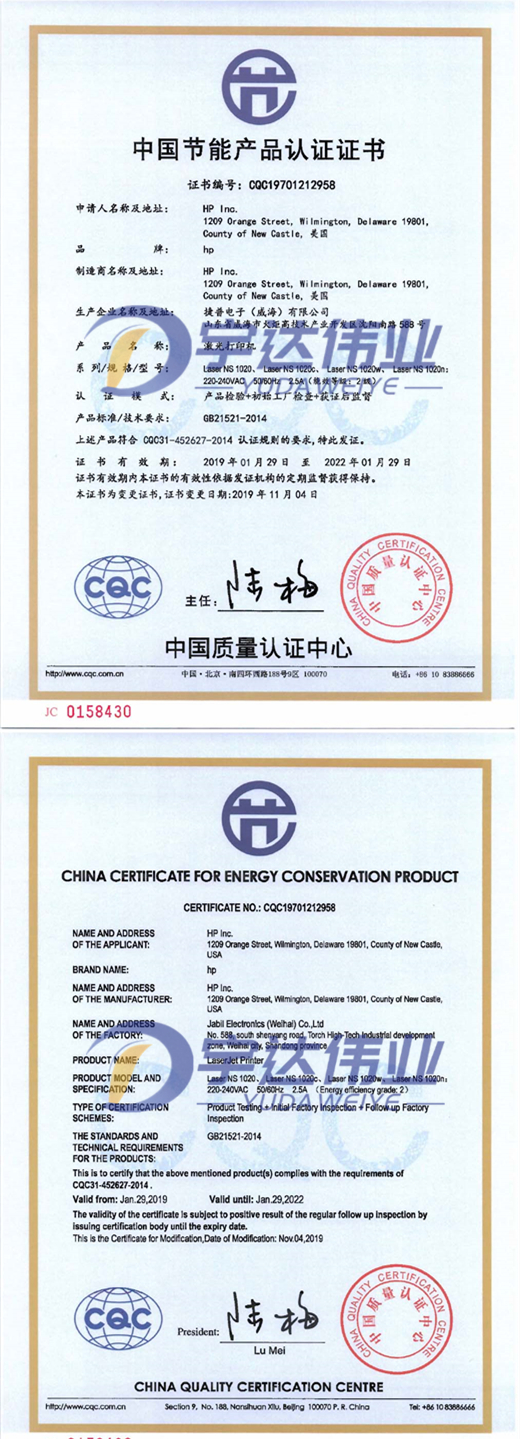 中国节能产品认证证书
证书编号：CQC19701212958
申请人名称及地址： HP Inc.
1209 Orange Street, Wilmington, Delaware 19801,
County of New Castle, 美国
品 牌： hp
制造商名称及地址： HP Inc.
1209 Orange Street, Wilmington, Delaware 19801,
County of New Castle, 美国
生产企业名称及地址： 捷普电子（威海）有限公司
山东省威海市火炬高技术产业开发区沈阳南路588号
产 品 名 称： 激光打印机
系列/规格/型号： Laser NS 1020、 Laser NS 1020c、 Laser NS 1020w、 Laser NS 1020n;
220-240VAC 50/60Hz 2.5A（能效等级：2级）
认 证 模 式： 产品检验+初始工厂检查+获证后监督
产品标准/技术要求： GB21521-2014
上述产品符合 CQC31-452627-2014 认证规则的要求,特此发证。
证 书 有 效 期： 2019年01月29日 至 2022年01月29日
证书有效期内本证书的有效性依据发证机构的定期监督获得保持。
本证书为变更证书,证书变更日期:2019年11月04日
宇达伟业
YUDAWEIYE
CQC
主任：陆梅
CHINA QUALITY CERTIFICATION CENTRE
中国质量认证中心
中国质量认证中心
http://www.cqc.com.cn 中国·北京·南四环西路188号9区 100070 电话：+86 10 83886666
JC 0158430
CHINA CERTIFICATE FOR ENERGY CONSERVATION PRODUCT
CERTIFICATE NO.: CQC19701212958
NAME AND ADDRESS HP Inc.
OF THE APPLICANT: 1209 Orange Street, Wilmington, Delaware 19801, County of New Castle,
USA
BRAND NAME: hp
NAME AND ADDRESS HP Inc.
OF THE MANUFACTURER: 1209 Orange Street, Wilmington, Delaware 19801, County of New Castle,
USA
NAME AND ADDRESS Jabil Electronics (Weihai) Co.,Ltd
OF THE FACTORY: No. 588, south shenyang road, Torch High-Tech Industrial development
zone, Weihai city, Shandong province
PRODUCT NAME: LaserJet Printer
PRODUCT MODEL AND Laser NS 1020、 Laser NS 1020c、 Laser NS 1020w、 Laser NS 1020n;
SPECIFICATION: 220-240VAC 50/60Hz 2.5A （Energy efficiency grade: 2）
TYPE OF CERTIFICATION Product Testing + Initial Factory Inspection + Follow up Factory
SCHEMES: Inspection
THE STANDARDS AND GB21521-2014
TECHNICAL REQUIREMENTS
FOR THE PRODUCTS:
This is to certify that the above mentioned product(s) complies with the requirements of
CQC31-452627-2014 .
Valid from: Jan.29,2019 Valid until: Jan.29,2022
The validity of the certificate is subject to positive result of the regular follow up inspection by
issuing certification body until the expiry date.
This is the Certificate for Modification,Date of Modification: Nov.04,2019
宇达伟业
YUDAWEIYE
CQC
President: 陆梅
Lu Mei
CHINA QUALITY CERTIFICATION CENTRE
中国质量认证中心
CHINA QUALITY CERTIFICATION CENTRE
http://www.cqc.com.cn Section 9, No. 188, Nansihuan Xilu, Beijing 100070 P. R. China Tel: +86 10 83886666